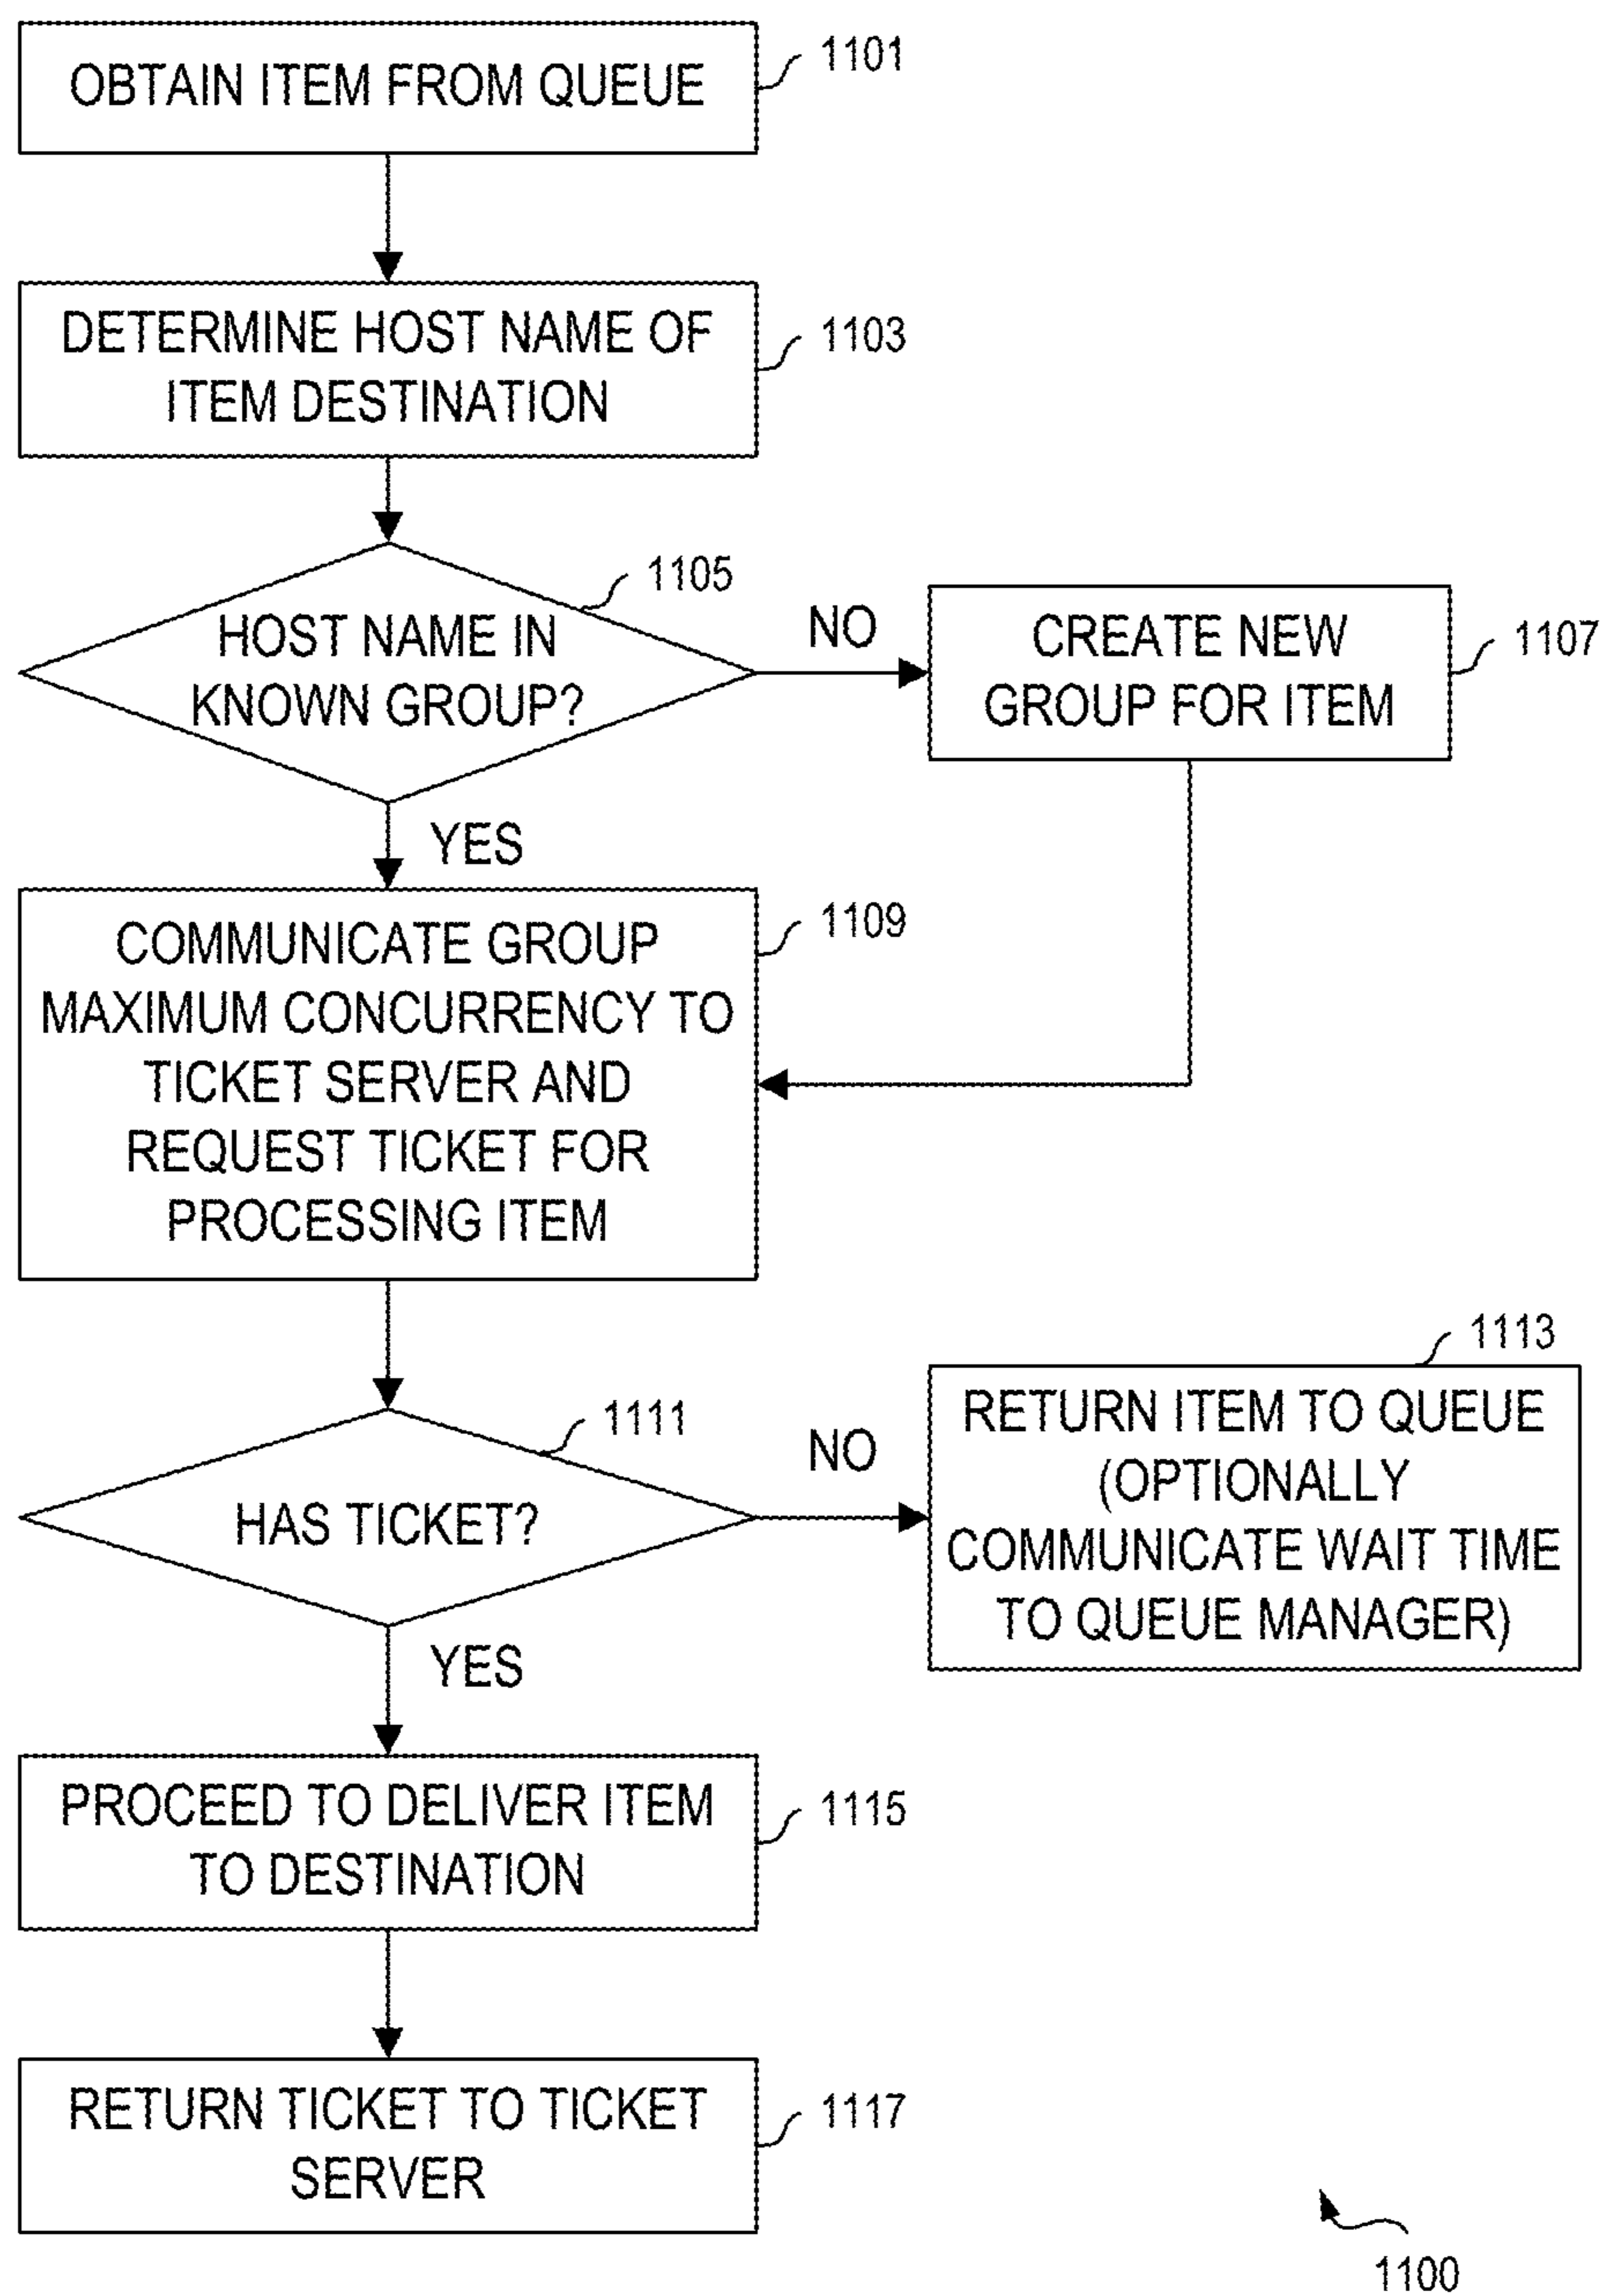 OBTAIN ITEM FROM QUEUE
1101
DETERMINE HOST NAME OF
ITEM DESTINATION
1103
HOST NAME IN
KNOWN GROUP?
1105
NO
CREATE NEW
GROUP FOR ITEM
1107
YES
COMMUNICATE GROUP
MAXIMUM CONCURRENCY TO
TICKET SERVER AND
REQUEST TICKET FOR
PROCESSING ITEM
1109
HAS TICKET?
1111
NO
RETURN ITEM TO QUEUE
(OPTIONALLY
COMMUNICATE WAIT TIME
TO QUEUE MANAGER)
1113
YES
PROCEED TO DELIVER ITEM
TO DESTINATION
1115
RETURN TICKET TO TICKET
SERVER
1117
1100